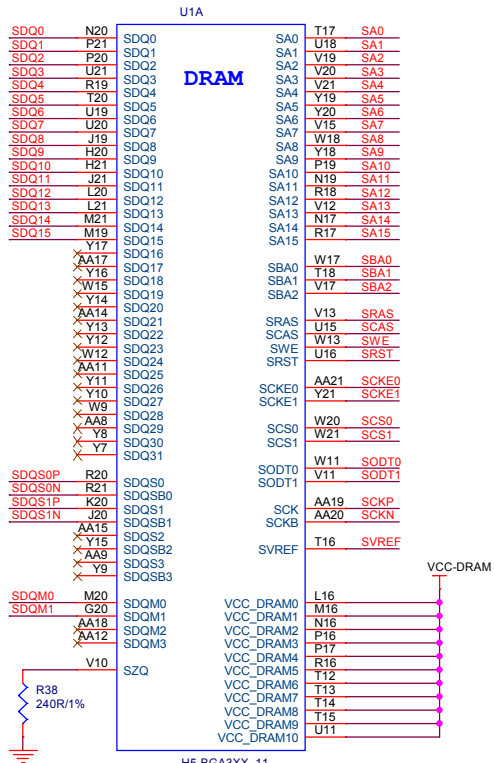 U1A
DRAM
SDQ0 N20 SDQ0 SA0 T17 SA0
SDQ1 P21 SDQ1 SA1 U18 SA1
SDQ2 P20 SDQ2 SA2 V19 SA2
SDQ3 U21 SDQ3 SA3 V20 SA3
SDQ4 R19 SDQ4 SA4 V21 SA4
SDQ5 T20 SDQ5 SA5 Y19 SA5
SDQ6 U19 SDQ6 SA6 Y20 SA6
SDQ7 U20 SDQ7 SA7 V15 SA7
SDQ8 J19 SDQ8 SA8 W18 SA8
SDQ9 H20 SDQ9 SA9 Y18 SA9
SDQ10 H21 SDQ10 SA10 P19 SA10
SDQ11 J21 SDQ11 SA11 N19 SA11
SDQ12 L20 SDQ12 SA12 R18 SA12
SDQ13 L21 SDQ13 SA13 V12 SA13
SDQ14 M21 SDQ14 SA14 N17 SA14
SDQ15 M19 SDQ15 SA15 R17 SA15
Y17 SDQ16
AA17 SDQ17 SBA0 W17 SBA0
Y16 SDQ18 SBA1 T18 SBA1
W15 SDQ19 SBA2 V17 SBA2
Y14 SDQ20
AA14 SDQ21 SRAS V13 SRAS
Y13 SDQ22 SCAS U15 SCAS
Y12 SDQ23 SWE W13 SWE
W12 SDQ24 SRST U16 SRST
AA11 SDQ25
Y11 SDQ26 SCKE0 AA21 SCKE0
Y10 SDQ27 SCKE1 Y21 SCKE1
W9 SDQ28
AA8 SDQ29 SCS0 W20 SCS0
Y8 SDQ30 SCS1 W21 SCS1
Y7 SDQ31
SODT0 W11 SODT0
SDQS0P R20 SDQS0 SODT1 V11 SODT1
SDQS0N R21 SDQSB0
SDQS1P K20 SDQS1 SCK AA19 SCKP
SDQS1N J20 SDQSB1 SCKB AA20 SCKN
AA15 SDQS2
Y15 SDQSB2 SVREF T16 SVREF
AA9 SDQS3
Y9 SDQSB3
VCC-DRAM
SDQM0 M20 SDQM0 VCC_DRAM0 L16
SDQM1 G20 SDQM1 VCC_DRAM1 M16
AA18 SDQM2 VCC_DRAM2 N16
AA12 SDQM3 VCC_DRAM3 P16
VCC_DRAM4 P17
V10 SZQ VCC_DRAM5 R16
VCC_DRAM6 T12
R38 VCC_DRAM7 T13
240R/1% VCC_DRAM8 T14
VCC_DRAM9 T15
VCC_DRAM10 U11